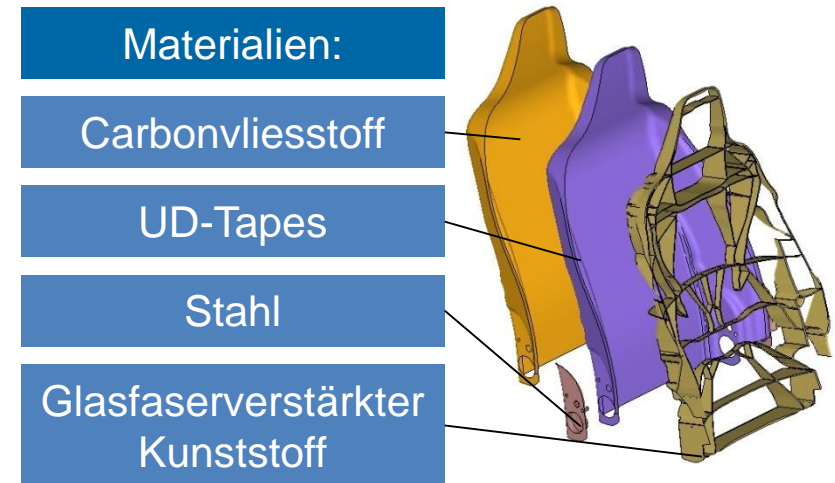 Materialien:
Carbonvliesstoff
UD-Tapes
Stahl
Glasfaserverstärkter
Kunststoff